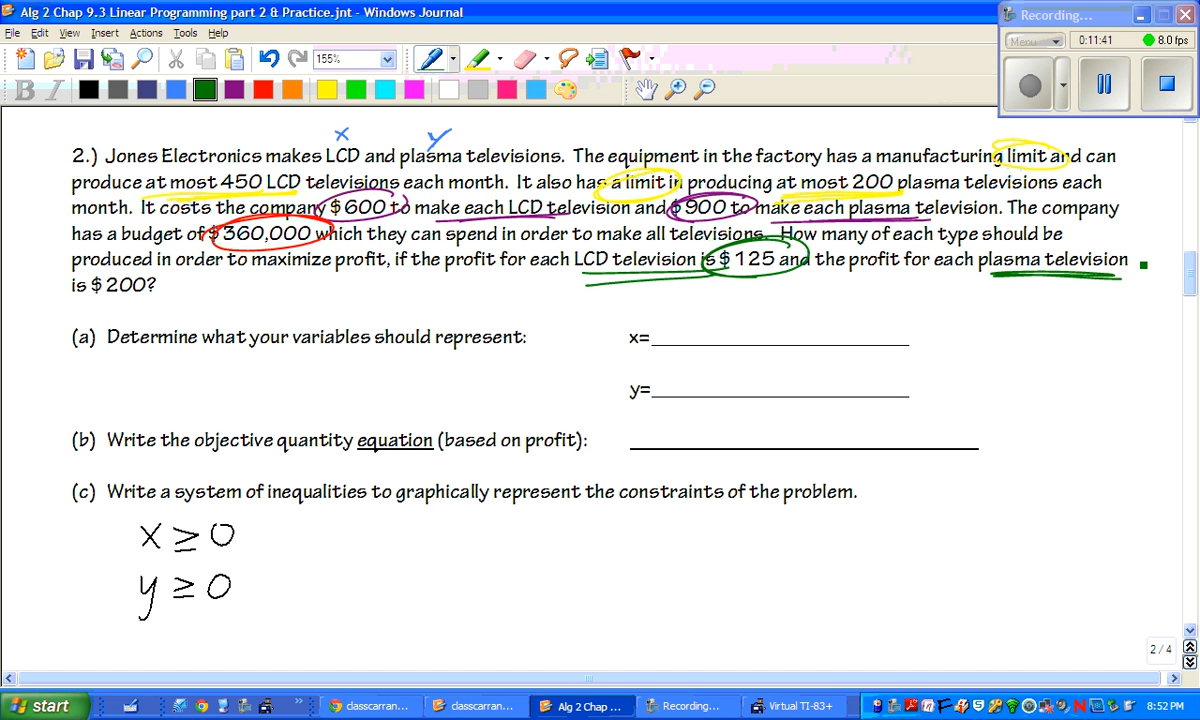 Alg 2 Chap 9.3 Linear Programming part 2 & Practice.jnt - Windows Journal
Recording...
File Edit View Insert Actions Tools Help
Menu 0:11:41 8.0 fps
155%
B I
x y
2.) Jones Electronics makes LCD and plasma televisions. The equipment in the factory has a manufacturing limit and can
produce at most 450 LCD televisions each month. It also has a limit in producing at most 200 plasma televisions each
month. It costs the company $600 to make each LCD television and $900 to make each plasma television. The company
has a budget of $360,000 which they can spend in order to make all televisions. How many of each type should be
produced in order to maximize profit, if the profit for each LCD television is $125 and the profit for each plasma television
is $200?
(a) Determine what your variables should represent: x=
y=
(b) Write the objective quantity equation (based on profit):
(c) Write a system of inequalities to graphically represent the constraints of the problem.
x ≥ 0
y ≥ 0
2 / 4
start classcarran... classcarran... Alg 2 Chap ... Recording... Virtual TI-83+ 8:52 PM